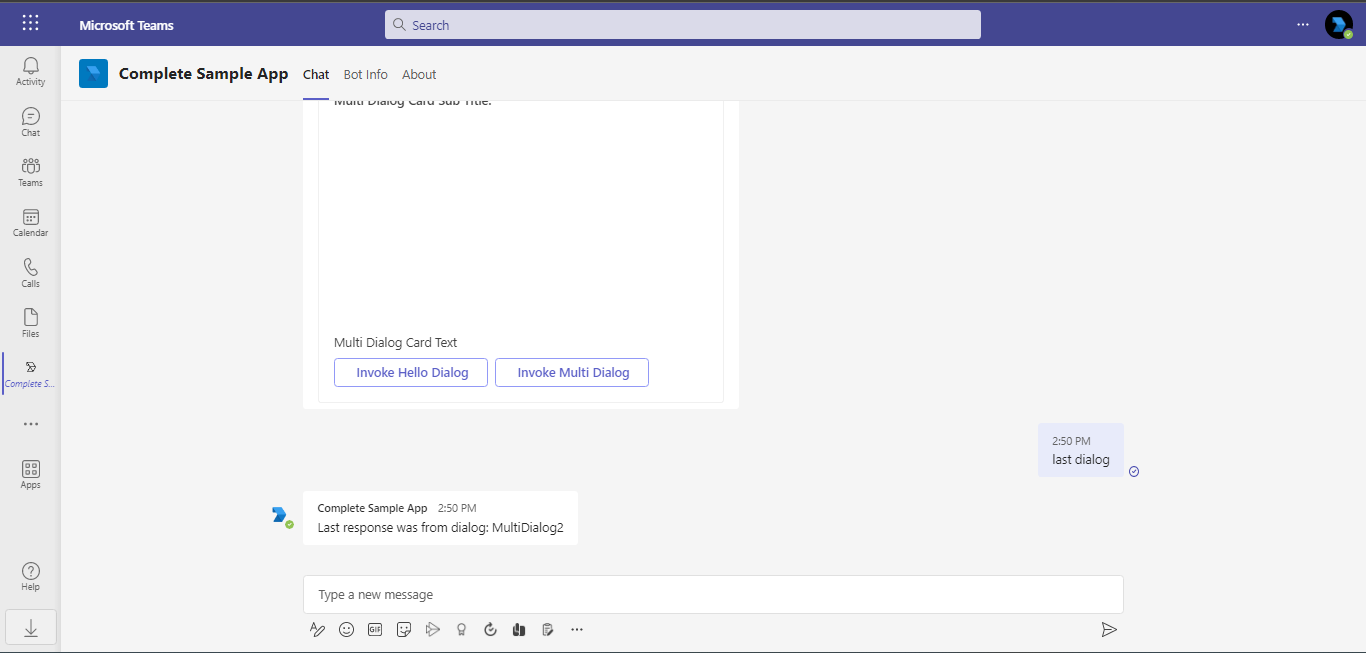 Microsoft Teams
Search
Activity
Chat
Teams
Calendar
Calls
Files
Complete S...
Apps
Help
Complete Sample App
Chat
Bot Info
About
Multi Dialog Card Sub Title.
Multi Dialog Card Text
Invoke Hello Dialog
Invoke Multi Dialog
2:50 PM
last dialog
Complete Sample App 2:50 PM
Last response was from dialog: MultiDialog2
Type a new message
GIF